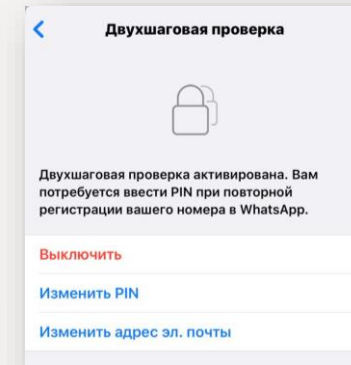 Двухшаговая проверка
Двухшаговая проверка активирована. Вам
потребуется ввести PIN при повторной
регистрации вашего номера в WhatsApp.
Выключить
Изменить PIN
Изменить адрес эл. почты